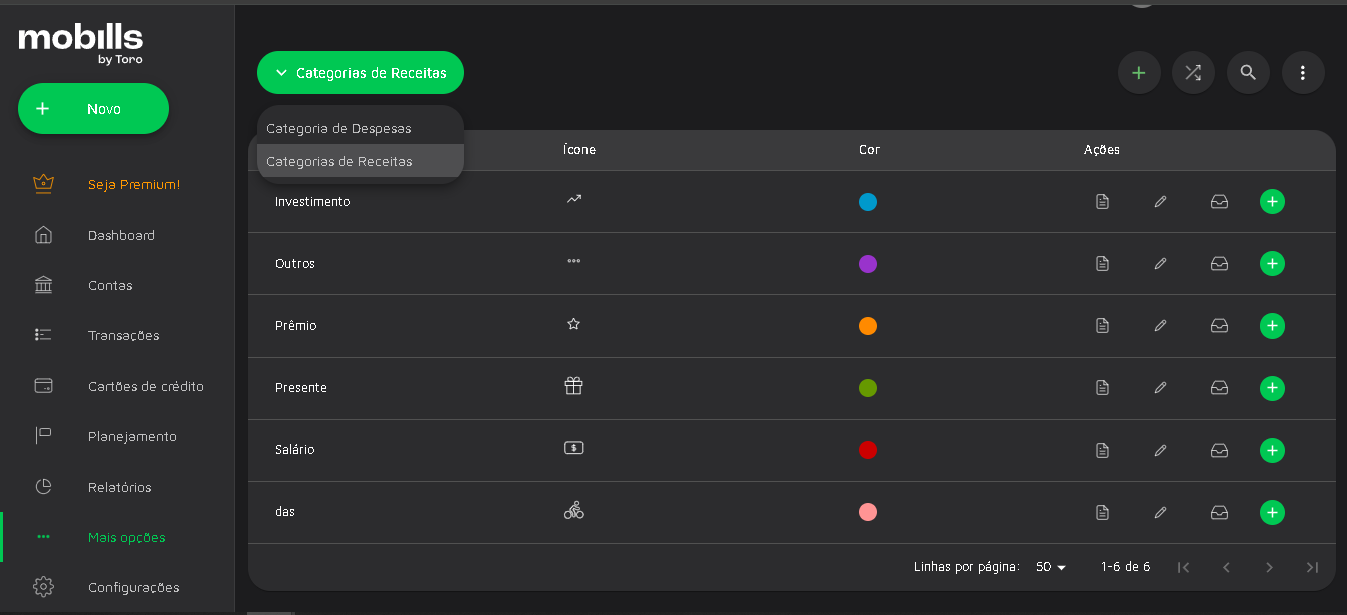 mobills
by Toro
Novo
Seja Premium!
Dashboard
Contas
Transações
Cartões de crédito
Planejamento
Relatórios
Mais opções
Configurações
Categorias de Receitas
Categoria de Despesas
Categorias de Receitas
Ícone Cor Ações
Investimento
Outros
Prêmio
Presente
Salário
das
Linhas por página: 50 1-6 de 6